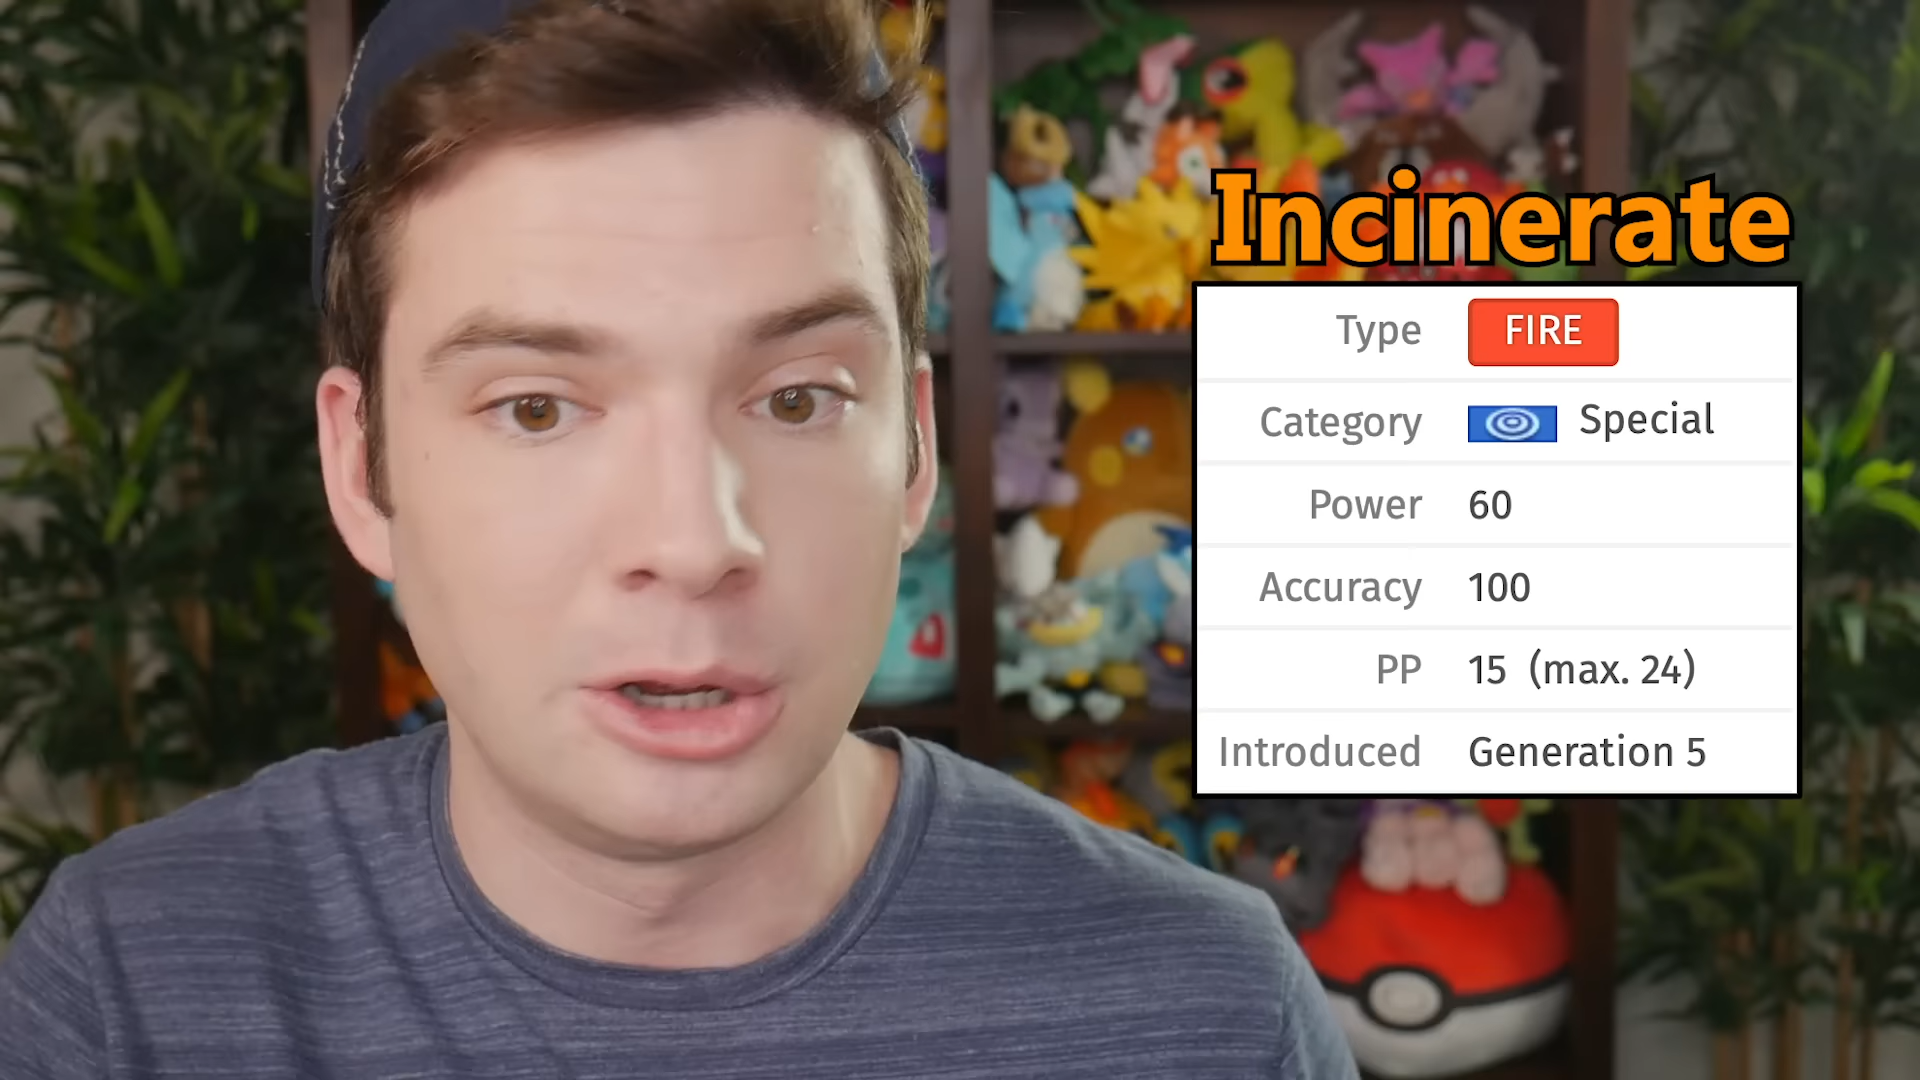 Incinerate
Type FIRE
Category Special
Power 60
Accuracy 100
PP 15 (max. 24)
Introduced Generation 5